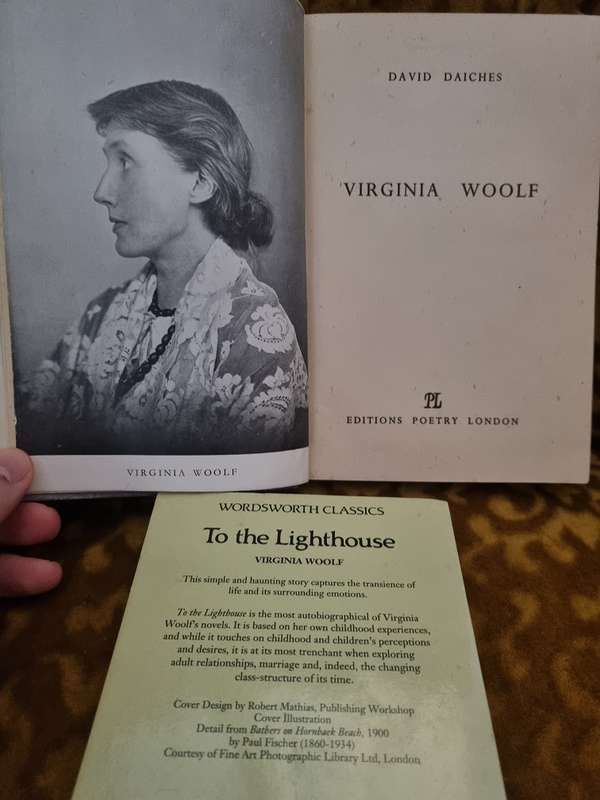 DAVID DAICHES
VIRGINIA WOOLF
PL
EDITIONS POETRY LONDON
VIRGINIA WOOLF
WORDSWORTH CLASSICS
To the Lighthouse
VIRGINIA WOOLF
This simple and haunting story captures the transience of
life and its surrounding emotions.
To the Lighthouse is the most autobiographical of Virginia
Woolf's novels. It is based on her own childhood experiences,
and while it touches on childhood and children's perceptions
and desires, it is at its most trenchant when exploring
adult relationships, marriage and, indeed, the changing
class-structure of its time.
Cover Design by Robert Mathias, Publishing Workshop
Cover Illustration
Detail from Bathers on Hornback Beach, 1900
by Paul Fischer (1860-1934)
Courtesy of Fine Art Photographic Library Ltd, London